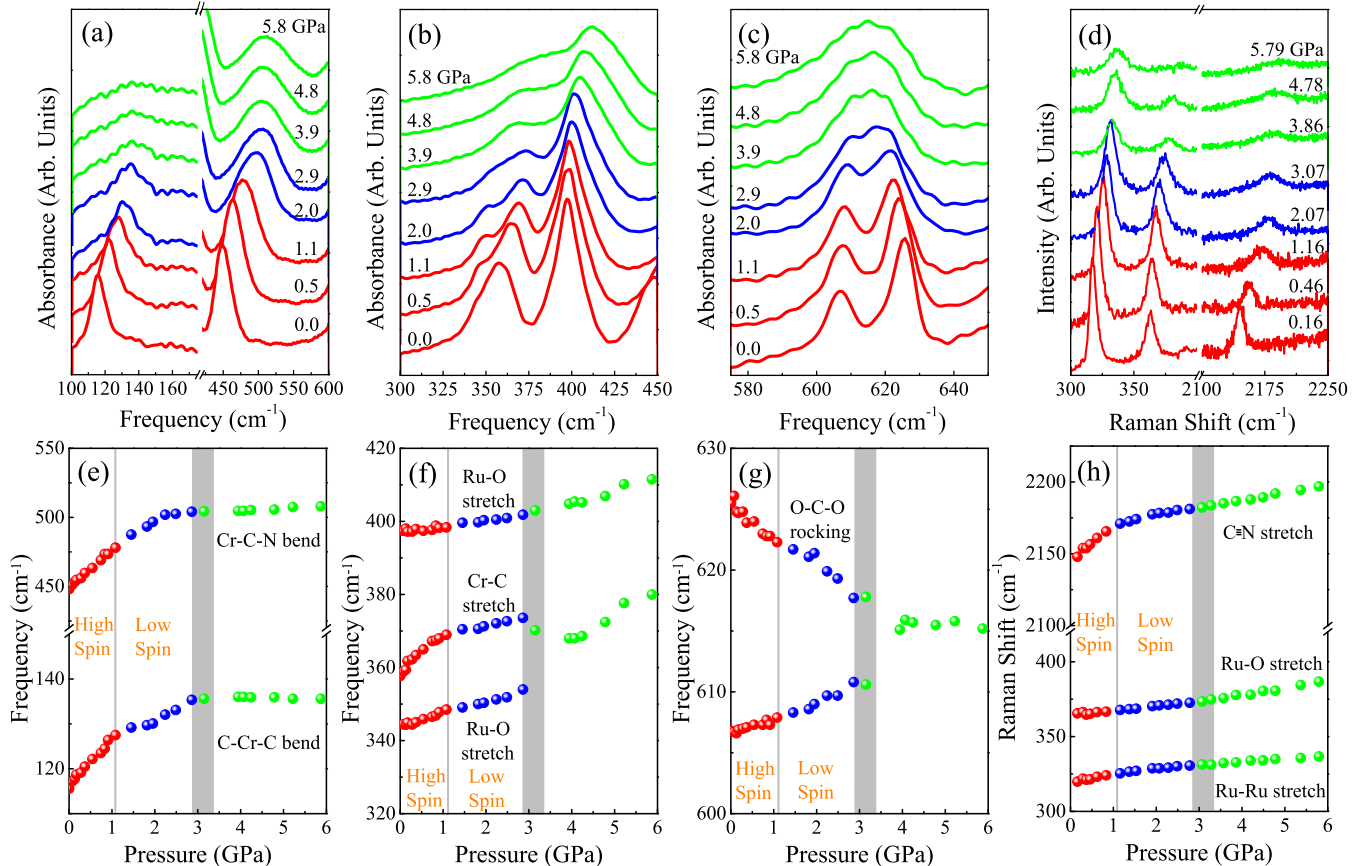 (a)
5.8 GPa
4.8
3.9
2.9
2.0
1.1
0.5
0.0
Absorbance (Arb. Units)
100 120 140 160 450 500 550 600
Frequency (cm-1)
(b)
5.8 GPa
4.8
3.9
2.9
2.0
1.1
0.5
0.0
Absorbance (Arb. Units)
300 350 400 450
Frequency (cm-1)
(c)
5.8 GPa
4.8
3.9
2.9
2.0
1.1
0.5
0.0
Absorbance (Arb. Units)
580 600 620 640
Frequency (cm-1)
(d)
5.79 GPa
4.78
3.86
3.07
2.07
1.16
0.46
0.16
Intensity (Arb. Units)
300 350 2100 2175 2250
Raman Shift (cm-1)
(e)
550
500
450
120
Cr-C-N bend
High
Spin
Low
Spin
C-Cr-C bend
Frequency (cm-1)
0 1 2 3 4 5 6
Pressure (GPa)
(f)
420
400
380
360
340
320
Ru-O
stretch
Cr-C
stretch
Ru-O
stretch
High
Spin
Low
Spin
Frequency (cm-1)
0 1 2 3 4 5 6
Pressure (GPa)
(g)
630
620
610
600
O-C-O
rocking
High
Spin
Low
Spin
Frequency (cm-1)
0 1 2 3 4 5 6
Pressure (GPa)
(h)
2200
2150
2100
400
350
300
C≡N stretch
High
Spin
Low
Spin
Ru-O stretch
Ru-Ru stretch
Raman Shift (cm-1)
0 1 2 3 4 5 6
Pressure (GPa)